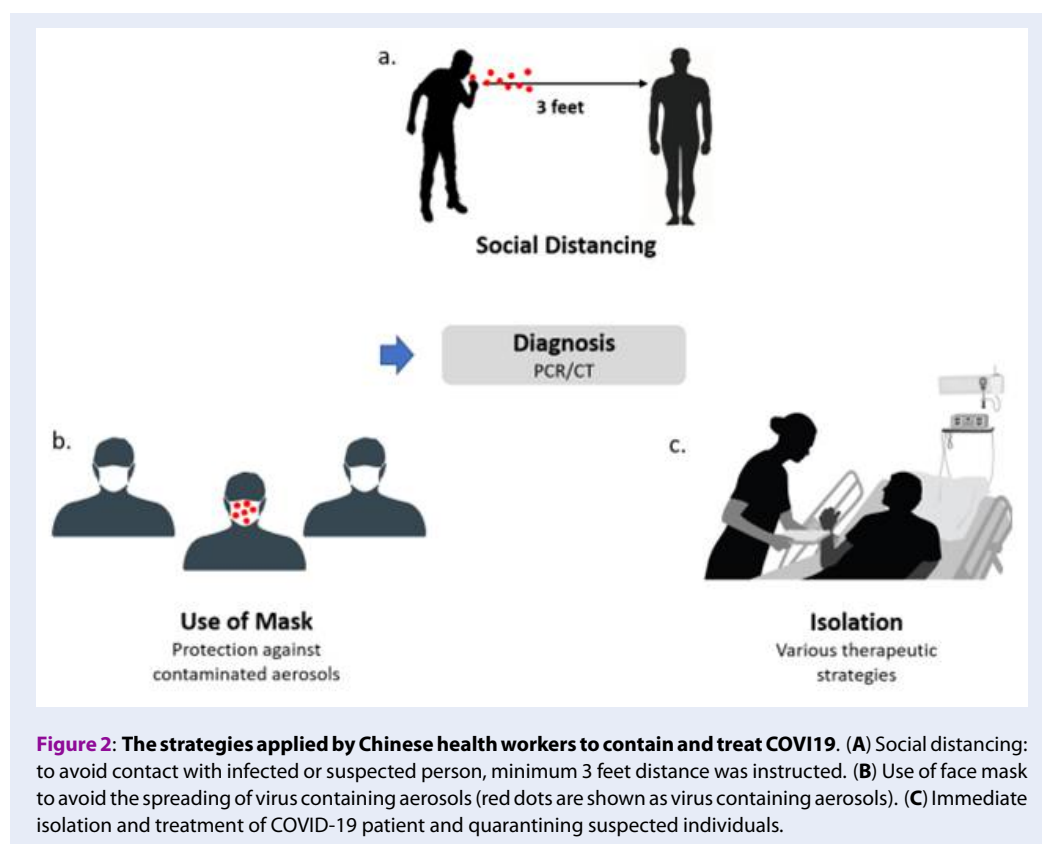 a.
3 feet
Social Distancing
Diagnosis
PCR/CT
b.
c.
Use of Mask
Protection against
contaminated aerosols
Isolation
Various therapeutic
strategies
Figure 2: The strategies applied by Chinese health workers to contain and treat COVI19. (A) Social distancing:
to avoid contact with infected or suspected person, minimum 3 feet distance was instructed. (B) Use of face mask
to avoid the spreading of virus containing aerosols (red dots are shown as virus containing aerosols). (C) Immediate
isolation and treatment of COVID-19 patient and quarantining suspected individuals.